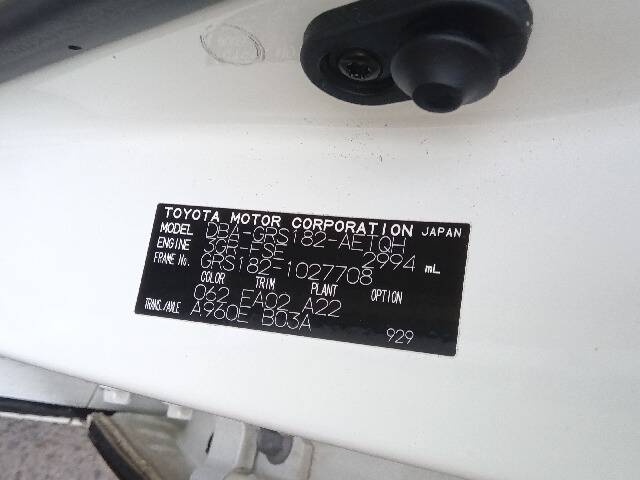 TOYOTA MOTOR CORPORATION JAPAN
MODEL DBA-GRS182-AETQH
ENGINE 3GR-FSE 2994 mL
FRAME No. GRS182-1027708
COLOR TRIM PLANT OPTION
062 EA02 A22
TRANS./AXLE A960E B03A
929